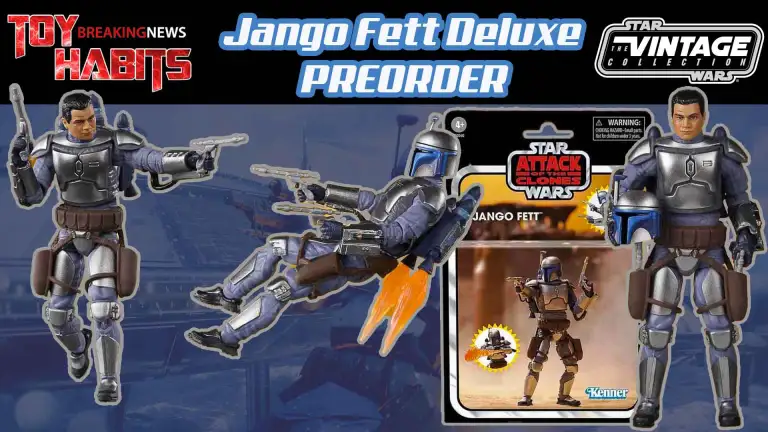 TOY BREAKINGNEWS
HABITS
Jango Fett Deluxe
PREORDER
STAR
THE VINTAGE
COLLECTION
WARS
4+
WARNING:
STAR
ATTACK
OF THE
CLONES
WARS
JANGO FETT
Kenner